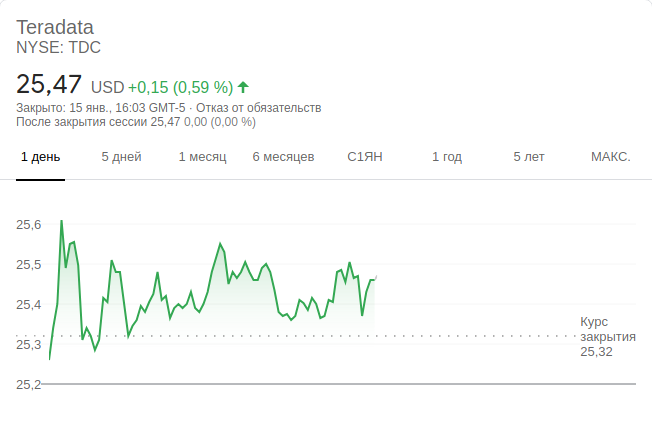 Teradata
NYSE: TDC
25,47 USD +0,15 (0,59 %)
Закрыто: 15 янв., 16:03 GMT-5 · Отказ от обязательств
После закрытия сессии 25,47 0,00 (0,00 %)
1 день 5 дней 1 месяц 6 месяцев С1ЯН 1 год 5 лет МАКС.
25,6
25,5
25,4
25,3
25,2
Курс
закрытия
25,32